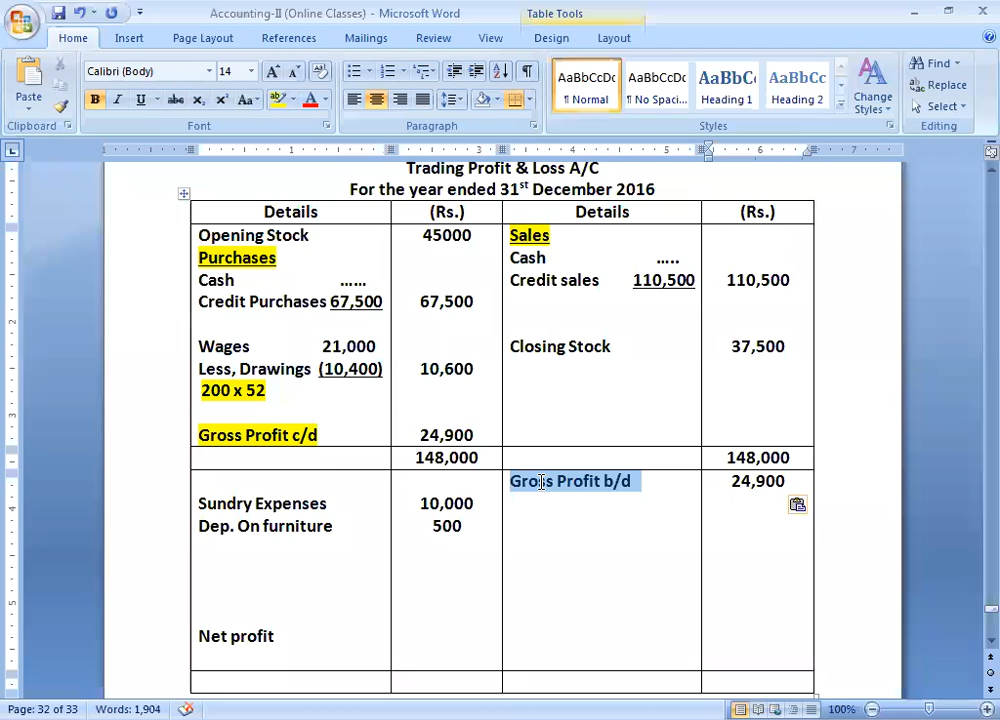 Accounting-II (Online Classes) - Microsoft Word
Table Tools
Home Insert Page Layout References Mailings Review View Design Layout
Paste
Calibri (Body) 14
AaBbCcDc AaBbCcDc AaBbC AaBbCc
¶ Normal ¶ No Spaci... Heading 1 Heading 2
Change Styles
Find
Replace
Select
Clipboard Font Paragraph Styles Editing
Trading Profit & Loss A/C
For the year ended 31st December 2016
Details (Rs.) Details (Rs.)
Opening Stock 45000 Sales
Purchases Cash .....
Cash ...... Credit sales 110,500 110,500
Credit Purchases 67,500 67,500
Wages 21,000 Closing Stock 37,500
Less, Drawings (10,400) 10,600
200 x 52
Gross Profit c/d 24,900
148,000 148,000
Gross Profit b/d 24,900
Sundry Expenses 10,000
Dep. On furniture 500
Net profit
Page: 32 of 33 Words: 1,904 100%